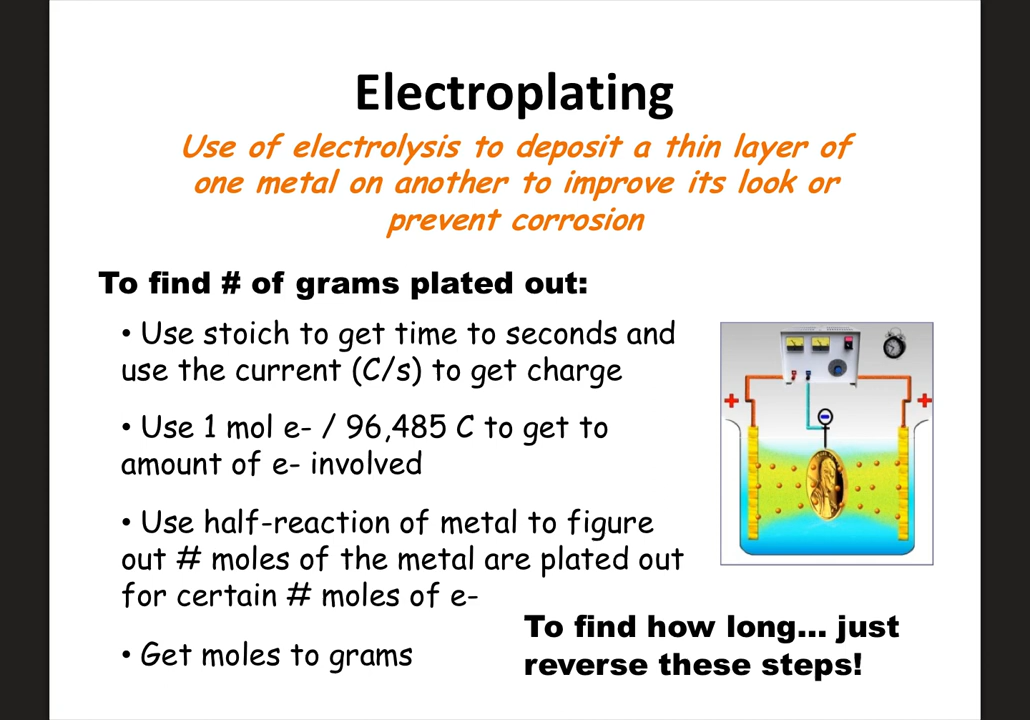 Electroplating
Use of electrolysis to deposit a thin layer of
one metal on another to improve its look or
prevent corrosion
To find # of grams plated out:
• Use stoich to get time to seconds and
use the current (C/s) to get charge
• Use 1 mol e- / 96,485 C to get to
amount of e- involved
• Use half-reaction of metal to figure
out # moles of the metal are plated out
for certain # moles of e-
• Get moles to grams
+
+
-
To find how long... just
reverse these steps!